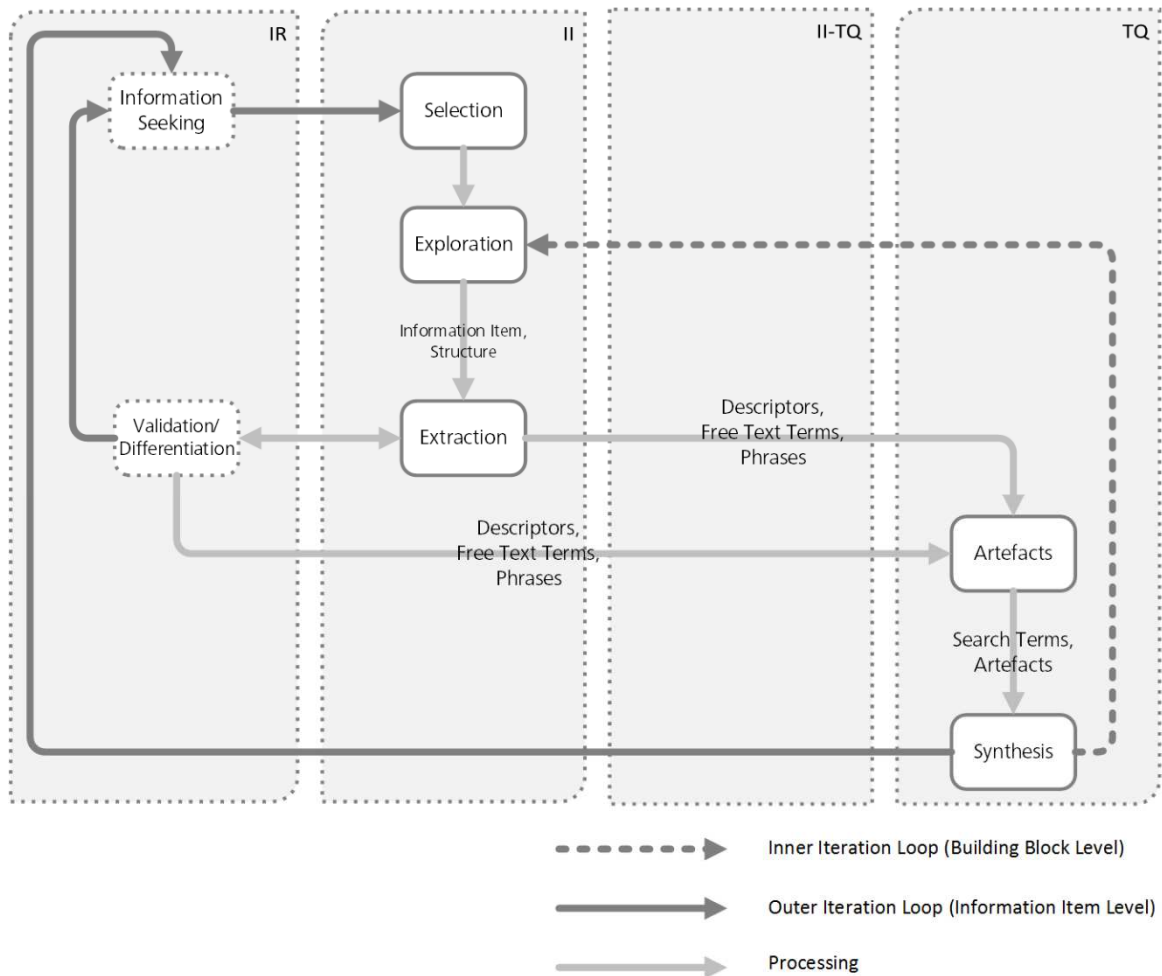 IR
II
II-TQ
TQ
Information
Seeking
Selection
Exploration
Information Item,
Structure
Validation/
Differentiation
Extraction
Descriptors,
Free Text Terms,
Phrases
Descriptors,
Free Text Terms,
Phrases
Artefacts
Search Terms,
Artefacts
Synthesis
Inner Iteration Loop (Building Block Level)
Outer Iteration Loop (Information Item Level)
Processing